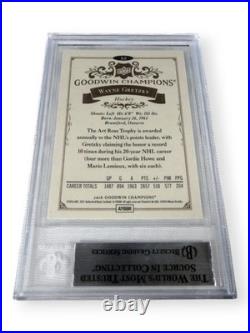 GOODWIN CHAMPIONS
WAYNE GRETZKY
Hockey
Shoots: Left Ht: 6'0" Wt: 185 lbs.
Born: January 26, 1961
Brantford, Ontario
The Art Ross Trophy is awarded
annually to the NHL's points leader, with
Gretzky claiming the honor a record
10 times during his 20-year NHL career
(four more than Gordie Howe and
Mario Lemieux, with six each).
GP G A PTS +/- PIM PPG
CAREER TOTALS 1487 894 1963 2857 518 577 204
GOODWIN CHAMPIONS
BECKETT GRADING SERVICES
THE WORLD'S MOST TRUSTED
SOURCE IN COLLECTING